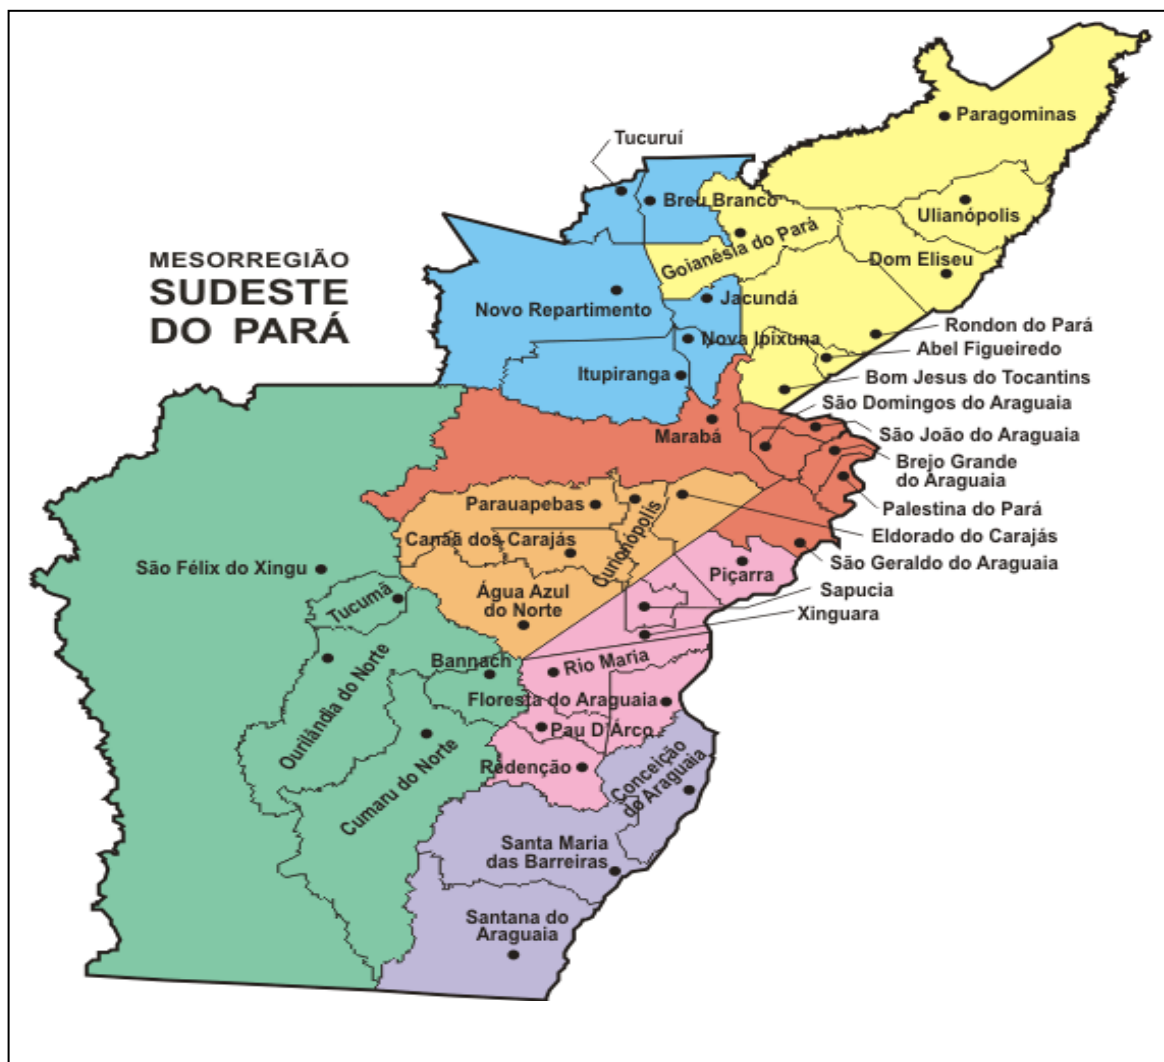 MESORREGIÃO
SUDESTE
DO PARÁ
Paragominas
Tucuruí
Breu Branco
Ulianópolis
Goianésia do Pará
Dom Eliseu
Novo Repartimento
Jacundá
Rondon do Pará
Nova Ipixuna
Abel Figueiredo
Itupiranga
Bom Jesus do Tocantins
São Domingos do Araguaia
Marabá
São João do Araguaia
Brejo Grande
do Araguaia
Parauapebas
Palestina do Pará
Curionópolis
Eldorado do Carajás
Canaã dos Carajás
São Geraldo do Araguaia
São Félix do Xingu
Piçarra
Tucumã
Água Azul
do Norte
Sapucia
Xinguara
Bannach
Rio Maria
Ourilândia do Norte
Floresta do Araguaia
Pau D'Árco
Cumaru do Norte
Redenção
Conceição
do Araguaia
Santa Maria
das Barreiras
Santana do
Araguaia